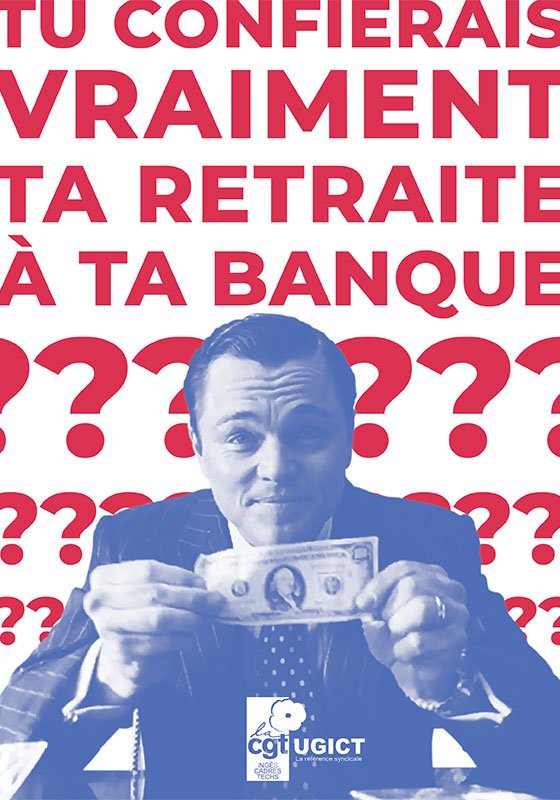 TU CONFIERAIS
VRAIMENT
TA RETRAITE
À TA BANQUE
??????
????????
????
la
cgt UGICT
La référence syndicale
INGÉS
CADRES
TECHS